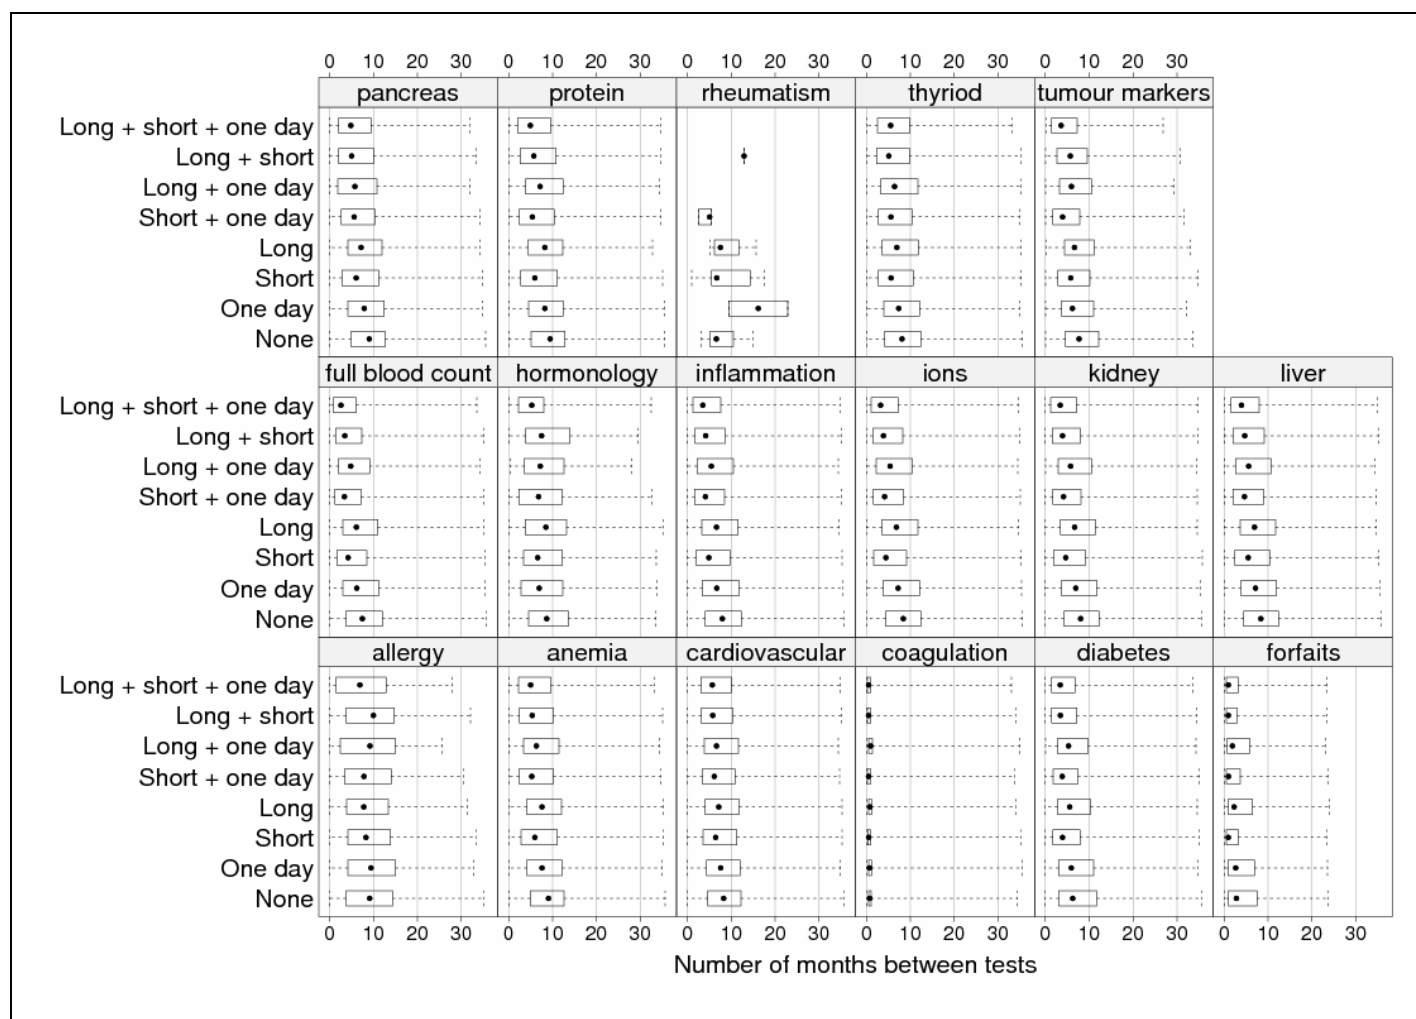 0 10 20 30 0 10 20 30 0 10 20 30 0 10 20 30 0 10 20 30
pancreas protein rheumatism thyriod tumour markers
Long + short + one day
Long + short
Long + one day
Short + one day
Long
Short
One day
None
full blood count hormonology inflammation ions kidney liver
Long + short + one day
Long + short
Long + one day
Short + one day
Long
Short
One day
None
allergy anemia cardiovascular coagulation diabetes forfaits
Long + short + one day
Long + short
Long + one day
Short + one day
Long
Short
One day
None
0 10 20 30 0 10 20 30 0 10 20 30 0 10 20 30 0 10 20 30 0 10 20 30
Number of months between tests